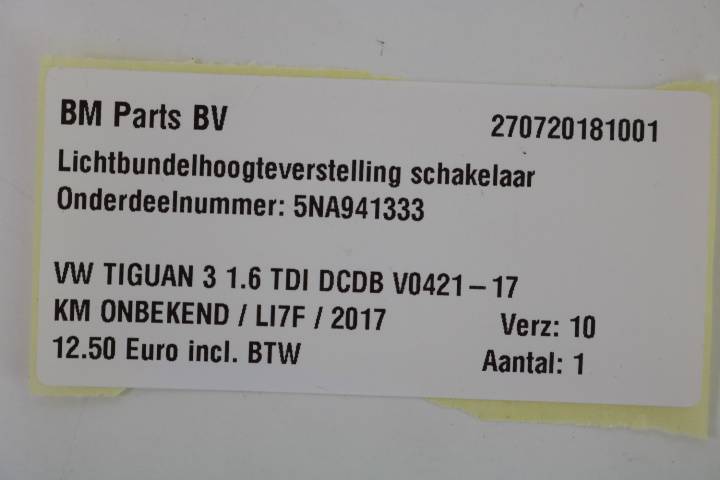 BM Parts BV 270720181001
Lichtbundelhoogteverstelling schakelaar
Onderdeelnummer: 5NA941333
VW TIGUAN 3 1.6 TDI DCDB V0421-17
KM ONBEKEND / LI7F / 2017 Verz: 10
12.50 Euro incl. BTW Aantal: 1